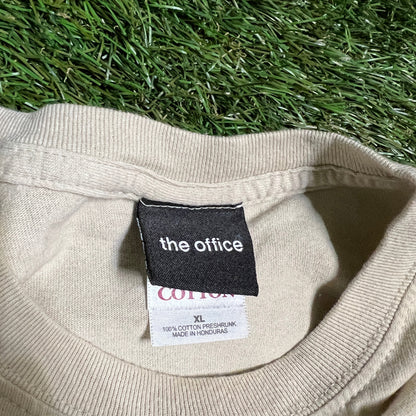 the office
COTTON
XL
100% COTTON PRESHRUNK
MADE IN HONDURAS